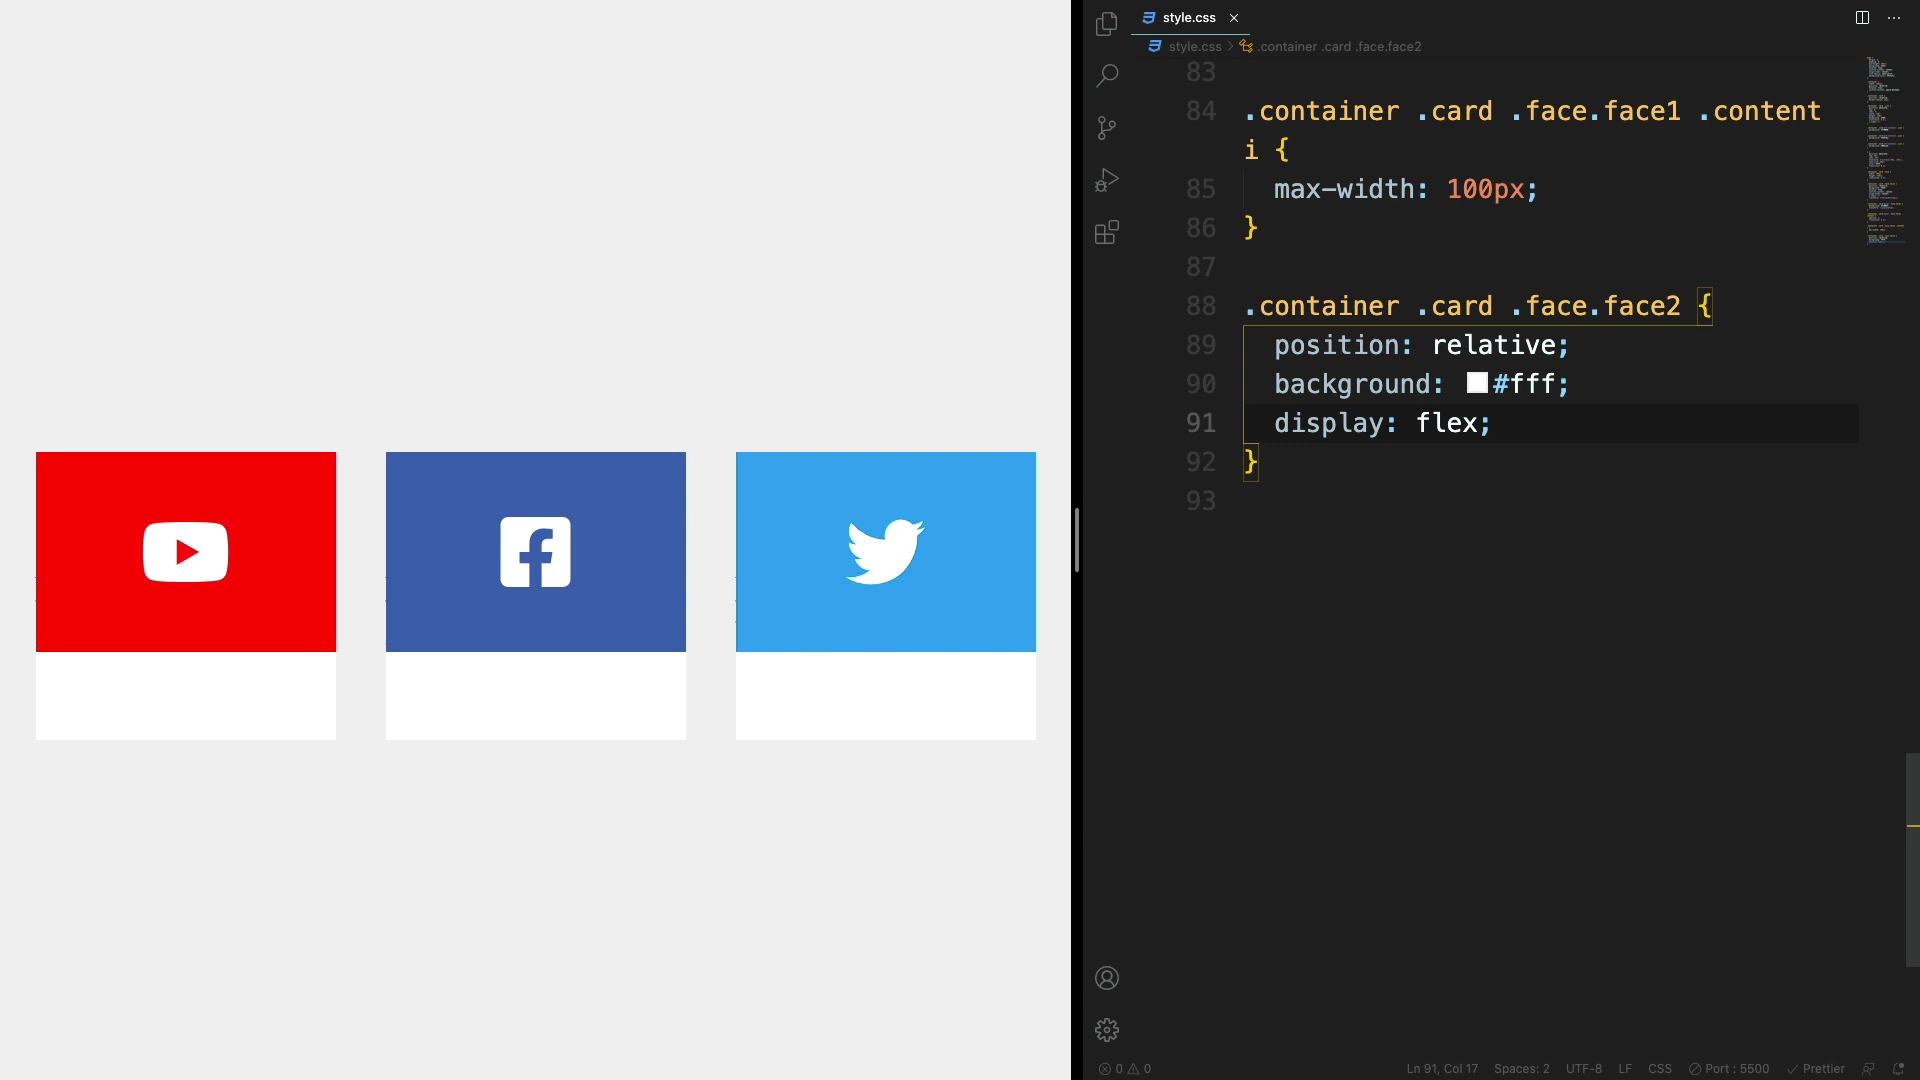 style.css
style.css > .container .card .face.face2
83
84 .container .card .face.face1 .content
i {
85 max-width: 100px;
86 }
87
88 .container .card .face.face2 {
89 position: relative;
90 background: #fff;
91 display: flex;
92 }
93
0 0 Ln 91, Col 17 Spaces: 2 UTF-8 LF CSS Port : 5500 Prettier